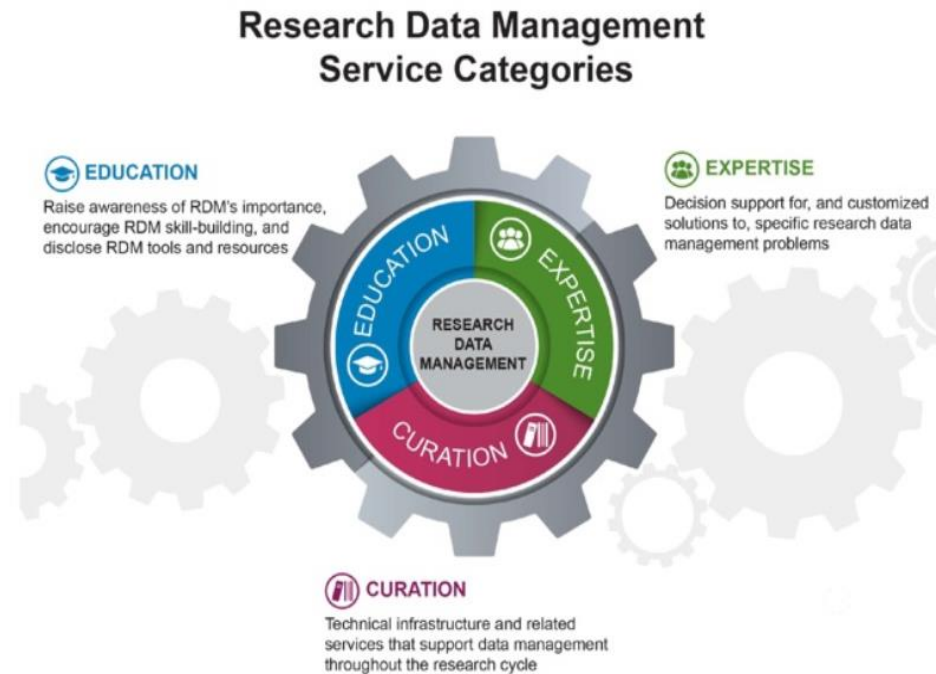 Research Data Management
Service Categories
EDUCATION
Raise awareness of RDM's importance,
encourage RDM skill-building, and
disclose RDM tools and resources
EXPERTISE
Decision support for, and customized
solutions to, specific research data
management problems
EDUCATION
EXPERTISE
RESEARCH
DATA
MANAGEMENT
CURATION
CURATION
Technical infrastructure and related
services that support data management
throughout the research cycle